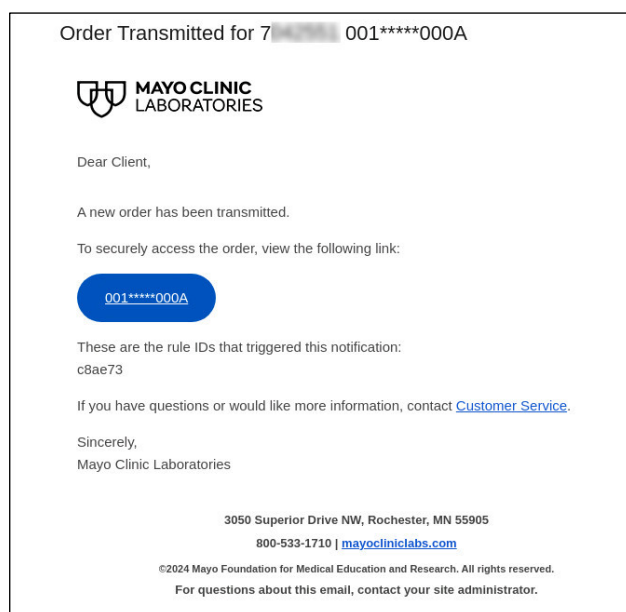 Order Transmitted for 7 001*****000A
MAYO CLINIC
LABORATORIES
Dear Client,
A new order has been transmitted.
To securely access the order, view the following link:
001*****000A
These are the rule IDs that triggered this notification:
c8ae73
If you have questions or would like more information, contact Customer Service.
Sincerely,
Mayo Clinic Laboratories
3050 Superior Drive NW, Rochester, MN 55905
800-533-1710 | mayocliniclabs.com
©2024 Mayo Foundation for Medical Education and Research. All rights reserved.
For questions about this email, contact your site administrator.